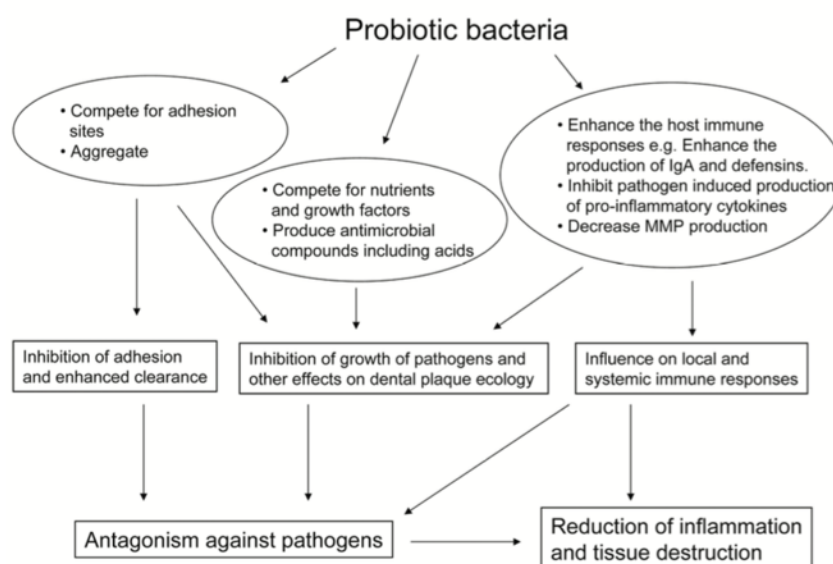 Probiotic bacteria
• Compete for adhesion
sites
• Aggregate
• Compete for nutrients
and growth factors
• Produce antimicrobial
compounds including acids
• Enhance the host immune
responses e.g. Enhance the
production of IgA and defensins.
• Inhibit pathogen induced production
of pro-inflammatory cytokines
• Decrease MMP production
Inhibition of adhesion
and enhanced clearance
Inhibition of growth of pathogens and
other effects on dental plaque ecology
Influence on local and
systemic immune responses
Antagonism against pathogens
Reduction of inflammation
and tissue destruction